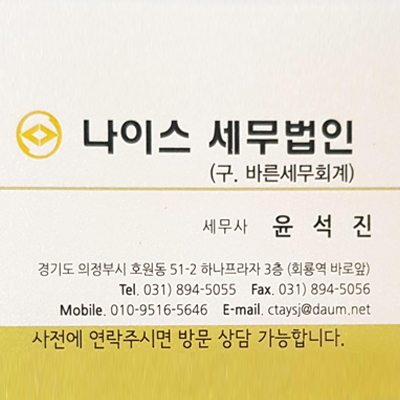 나이스 세무법인
(구. 바른세무회계)
세무사 윤 석 진
경기도 의정부시 호원동 51-2 하나프라자 3층 (회룡역 바로앞)
Tel. 031) 894-5055 Fax. 031) 894-5056
Mobile. 010-9516-5646 E-mail. ctaysj@daum.net
사전에 연락주시면 방문 상담 가능합니다.